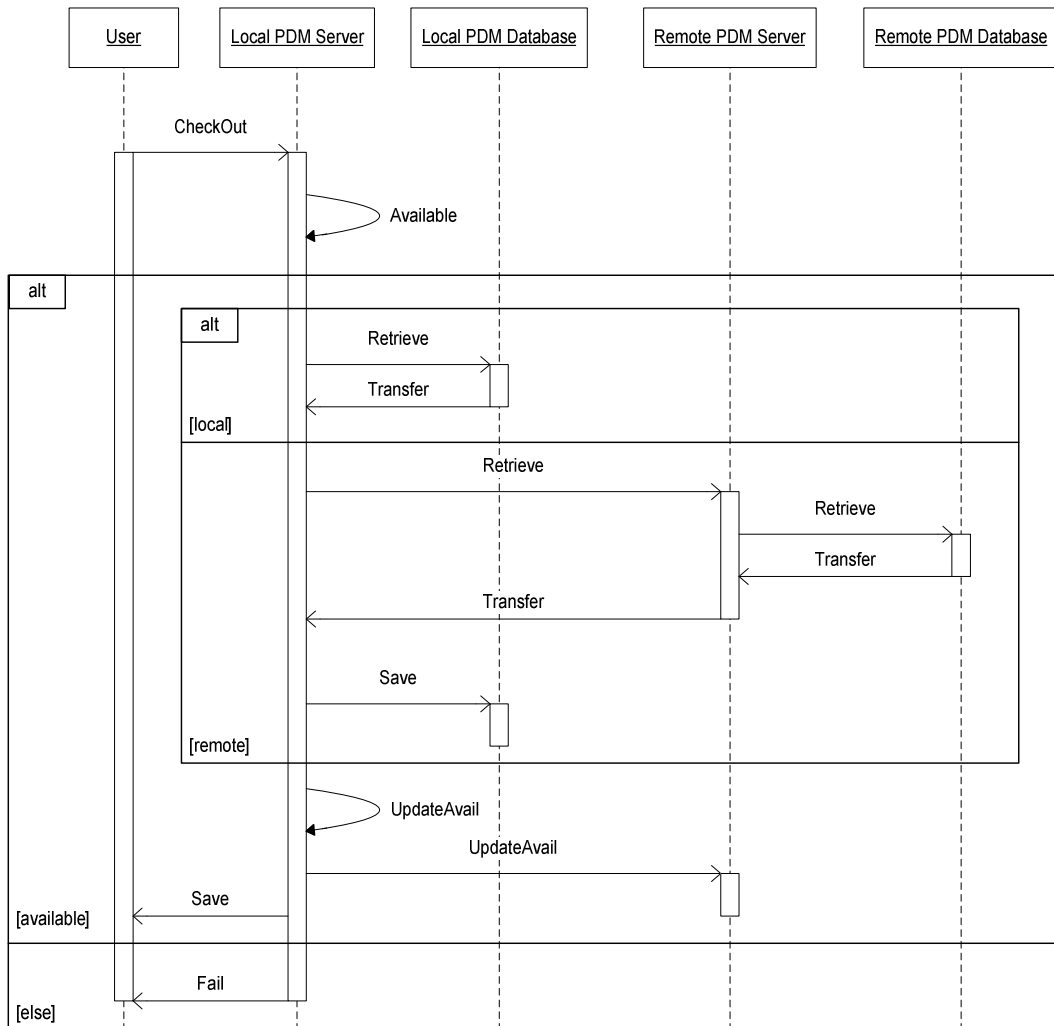 User
Local PDM Server
Local PDM Database
Remote PDM Server
Remote PDM Database
CheckOut
Available
alt
alt
Retrieve
Transfer
[local]
Retrieve
Retrieve
Transfer
Transfer
Save
[remote]
UpdateAvail
UpdateAvail
Save
[available]
Fail
[else]